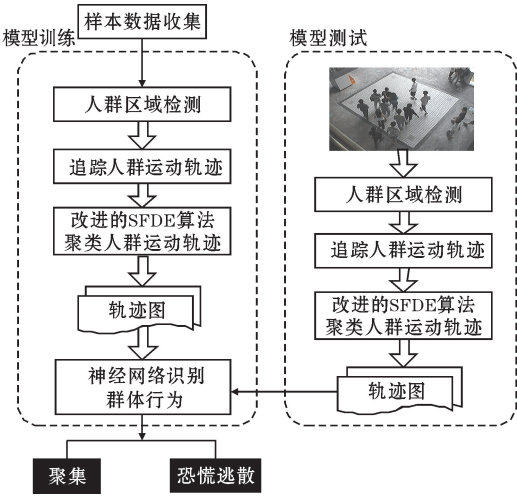 样本数据收集
模型训练
人群区域检测
追踪人群运动轨迹
改进的SFDE算法
聚类人群运动轨迹
轨迹图
神经网络识别
群体行为
聚集
恐慌逃散
模型测试
人群区域检测
追踪人群运动轨迹
改进的SFDE算法
聚类人群运动轨迹
轨迹图